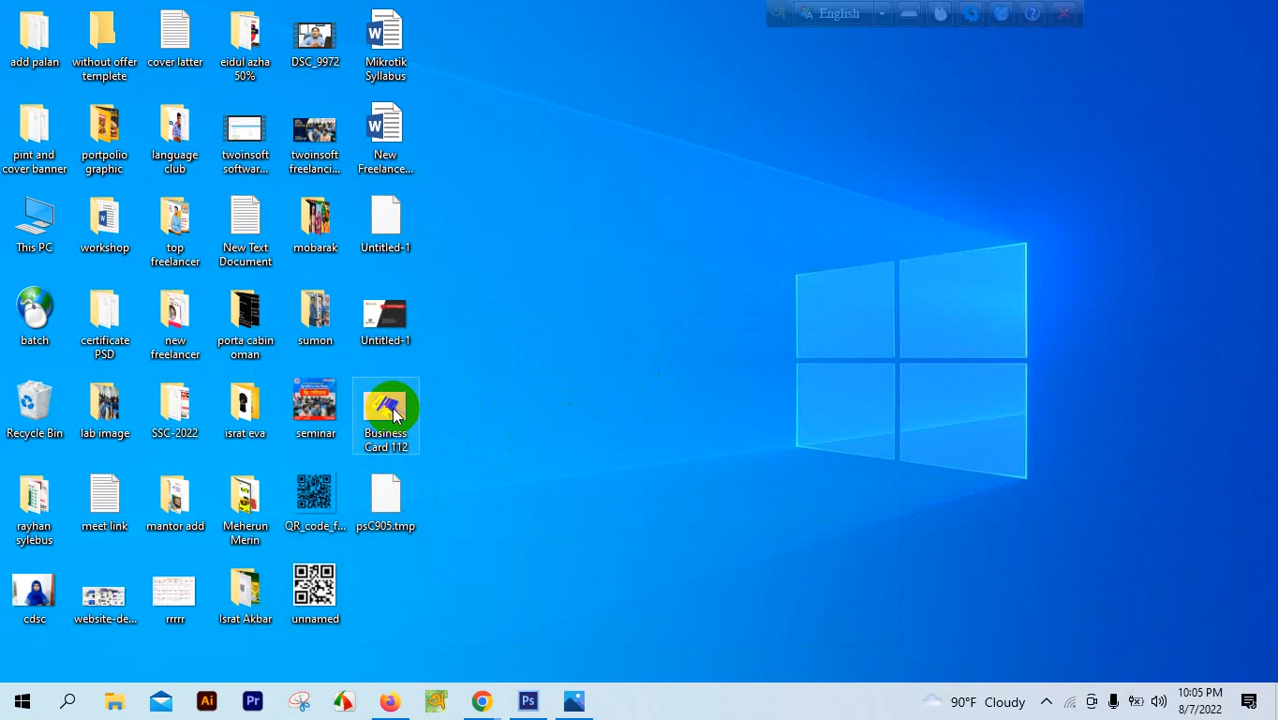 English
add palan
without offer
templete
cover latter
eidul azha
50%
DSC_9972
Mikrotik
Syllabus
pint and
cover banner
portpolio
graphic
language
club
twoinsoft
softwar...
twoinsoft
freelanci...
New
Freelance...
This PC
workshop
top
freelancer
New Text
Document
mobarak
Untitled-1
batch
certificate
PSD
new
freelancer
porta cabin
oman
sumon
Untitled-1
Recycle Bin
lab image
SSC-2022
israt eva
seminar
Business
Card 112
rayhan
sylebus
meet link
mantor add
Meherun
Merin
QR_code_f...
psC905.tmp
cdsc
website-de...
rrrrr
Israt Akbar
unnamed
Ai
Pr
Ps
90°F Cloudy
10:05 PM
8/7/2022